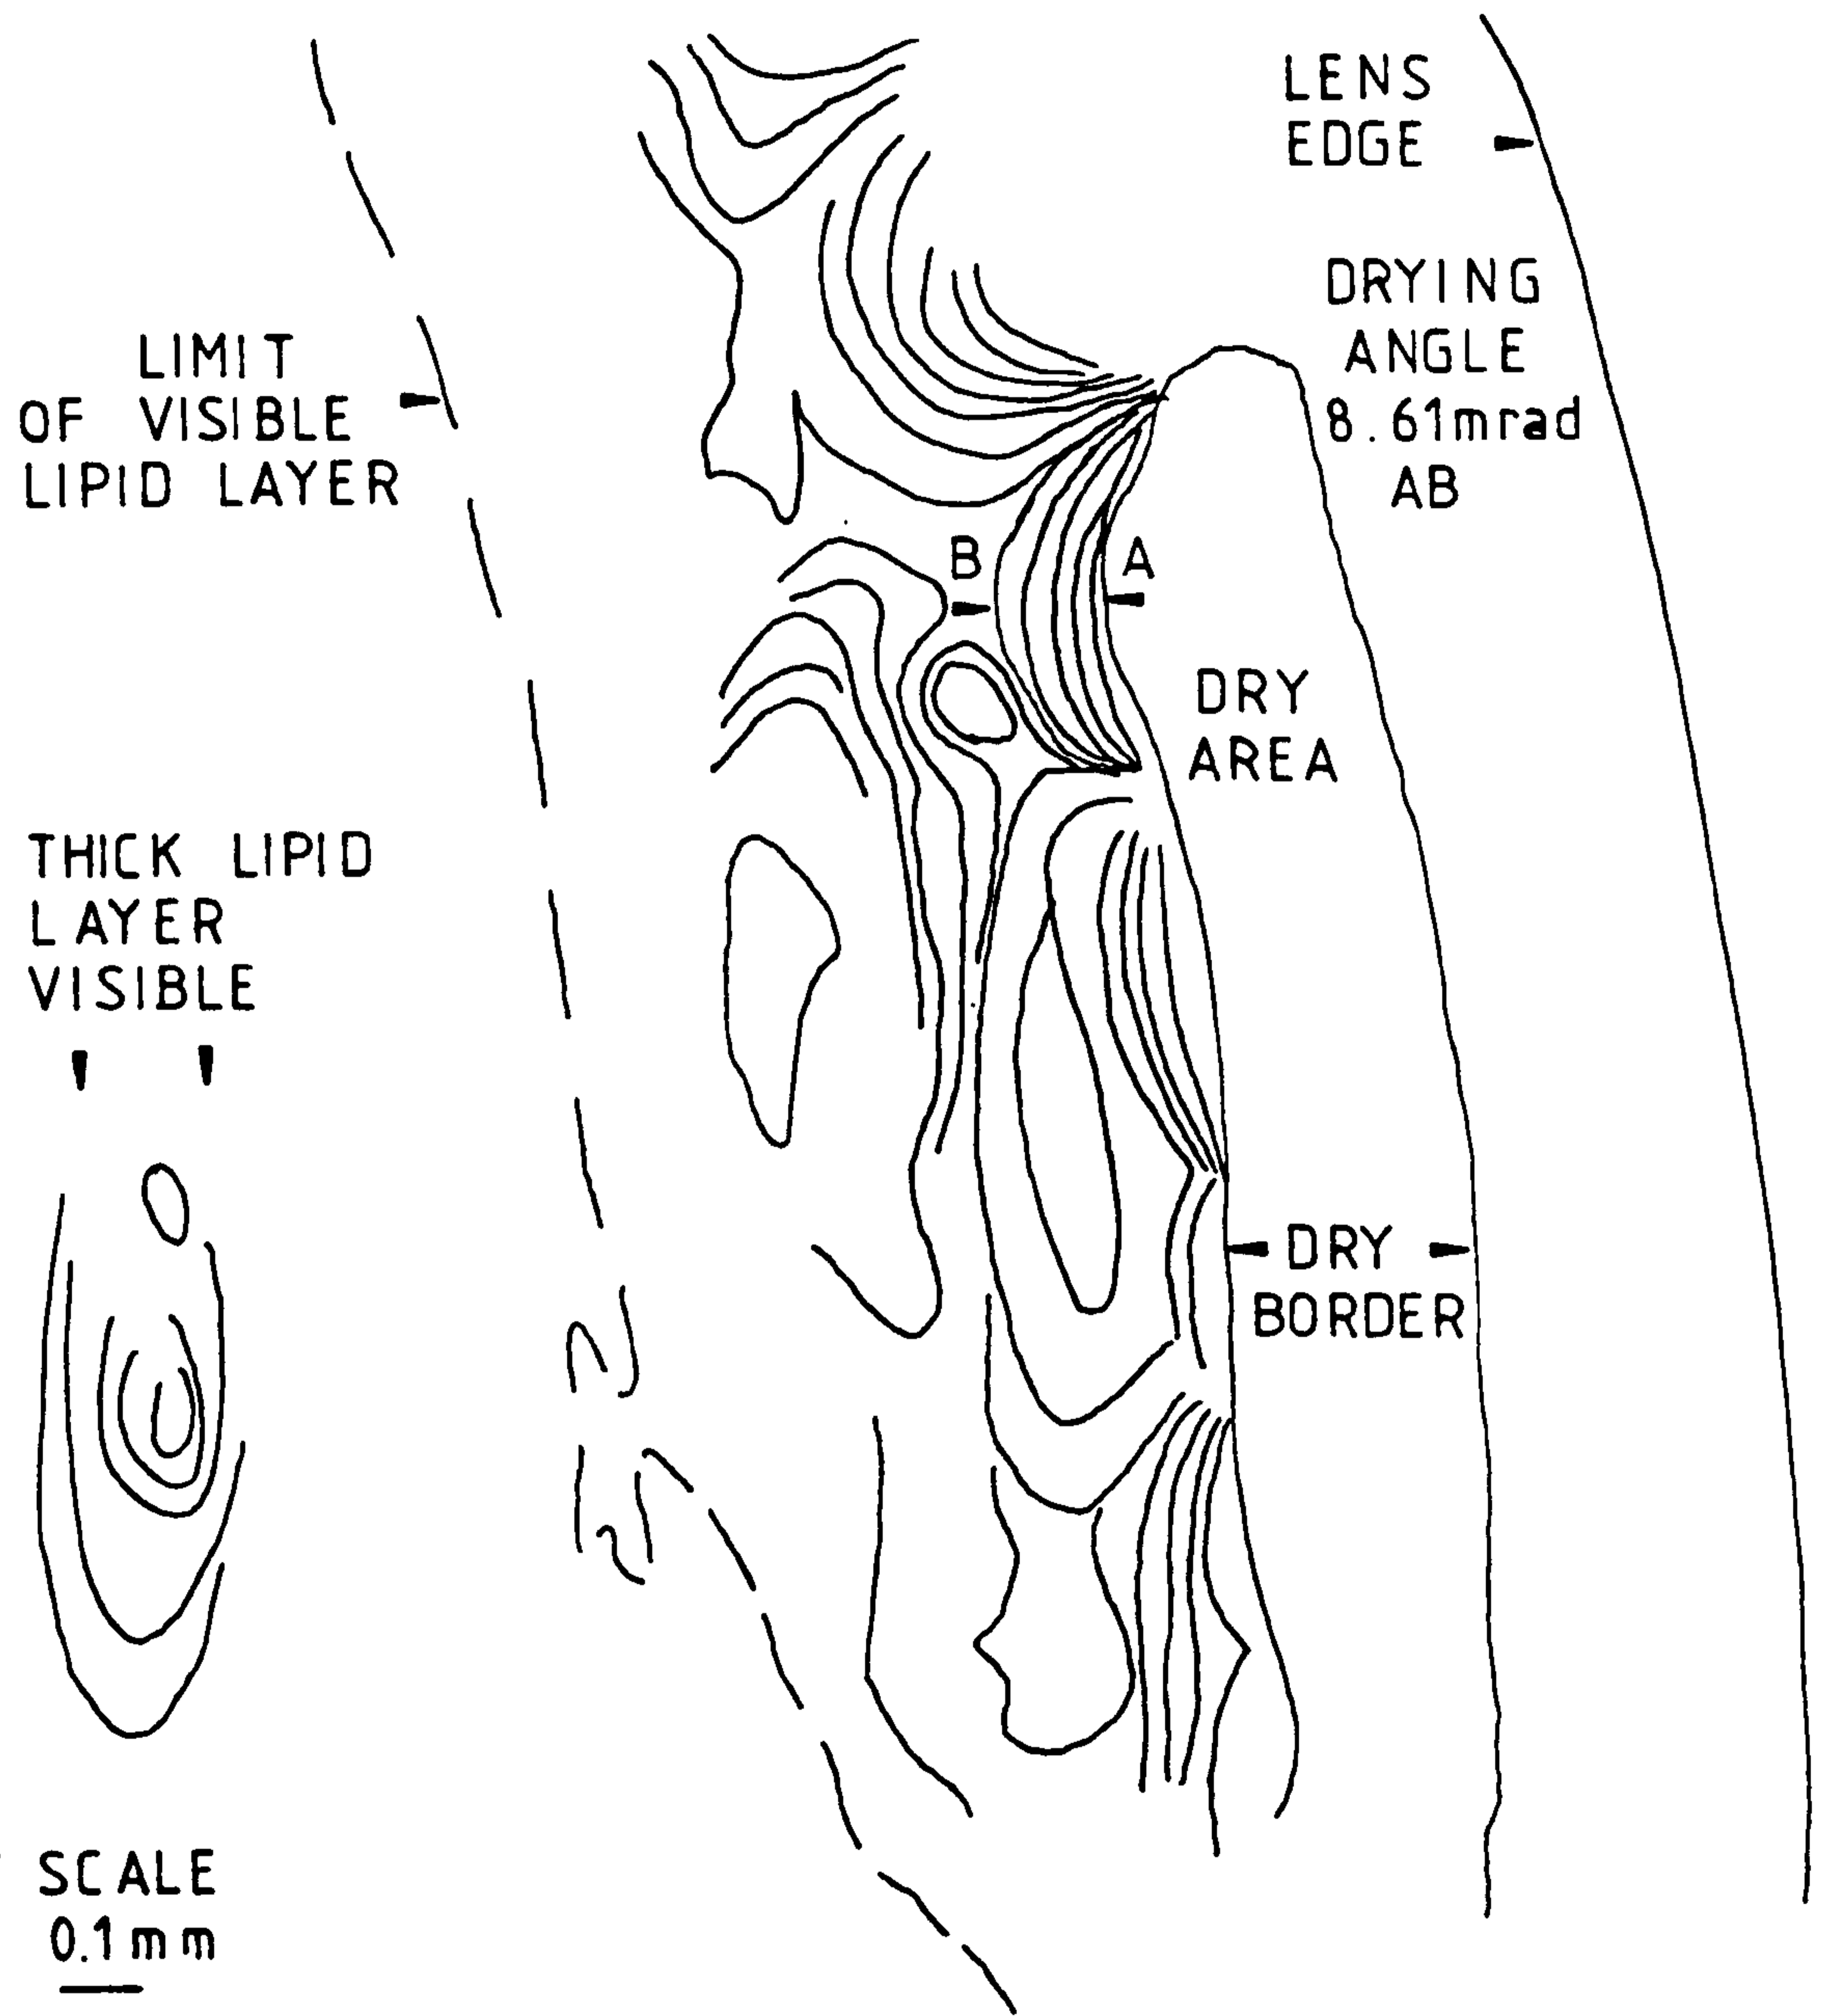 LENS
EDGE
DRYING
ANGLE
8.61mrad
AB
LIMIT
OF VISIBLE
LIPID LAYER
B
A
DRY
AREA
THICK LIPID
LAYER
VISIBLE
DRY
BORDER
SCALE
0.1mm